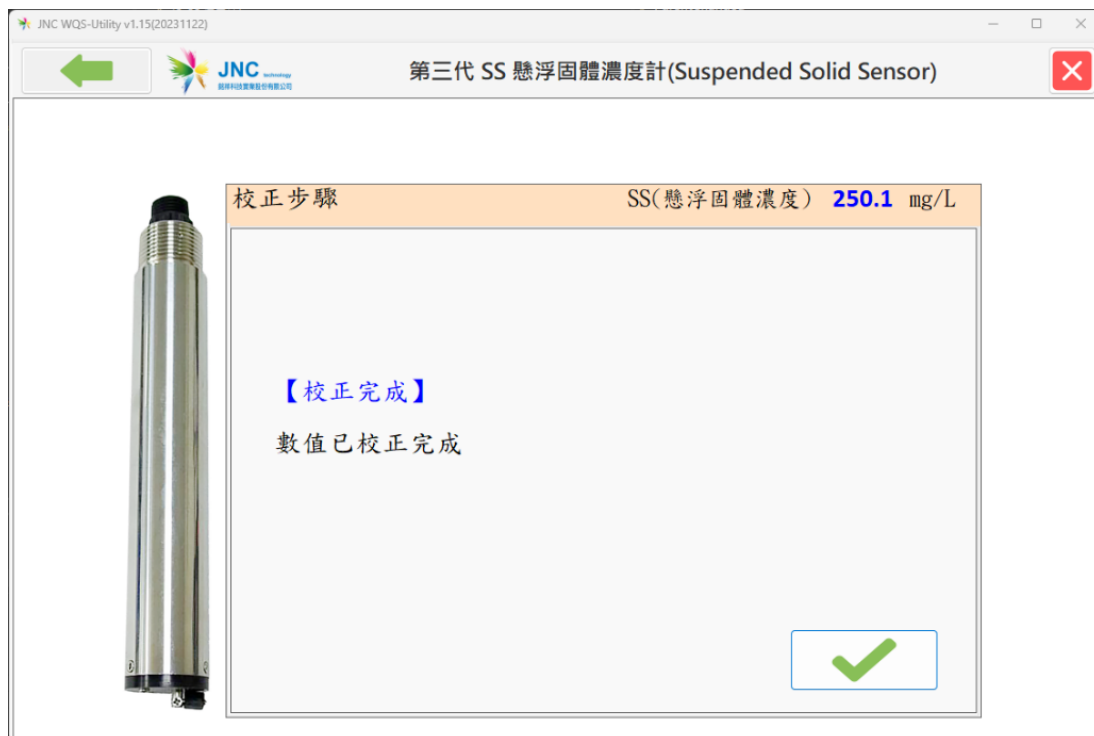 JNC WQS-Utility v1.15(20231122)
JNC technology
第三代 SS 懸浮固體濃度計(Suspended Solid Sensor)
校正步驟 SS(懸浮固體濃度) 250.1 mg/L
【校正完成】
數值已校正完成